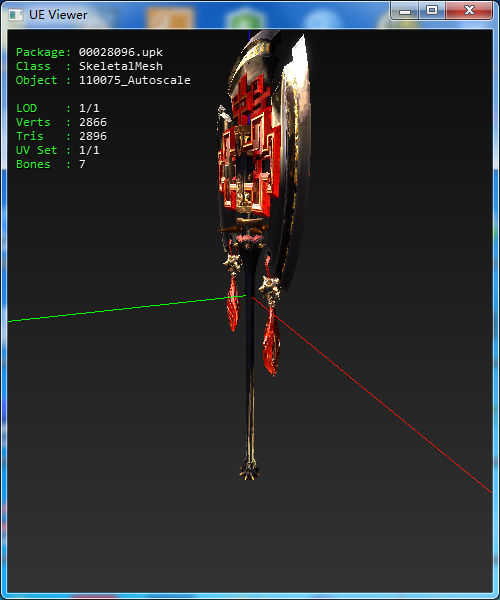 UE Viewer
Package: 00028096.upk
Class : SkeletalMesh
Object : 110075_Autoscale
LOD : 1/1
Verts : 2866
Tris : 2896
UV Set : 1/1
Bones : 7